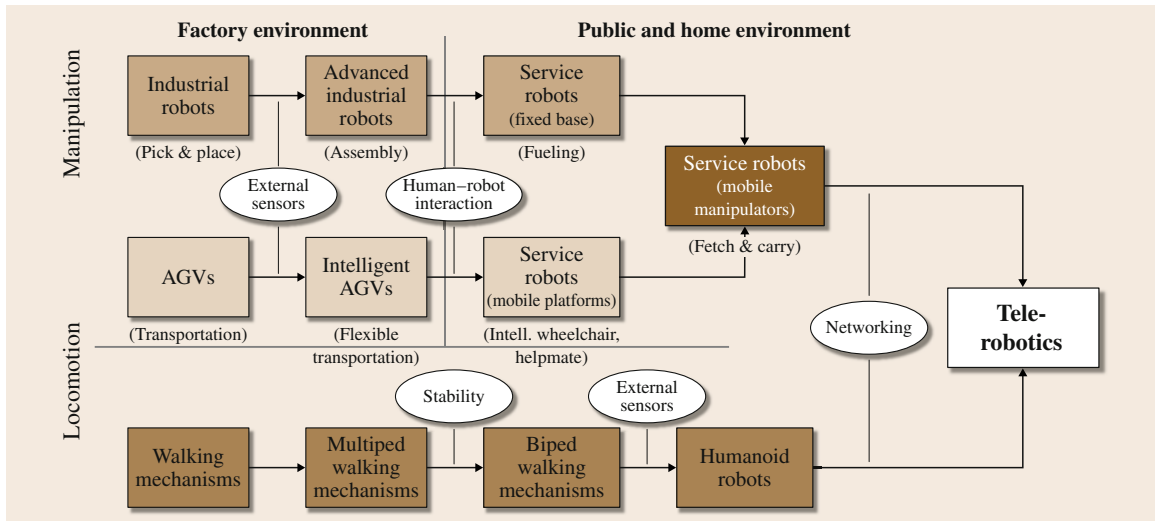 Factory environment
Public and home environment
Manipulation
Industrial
robots
(Pick & place)
Advanced
industrial
robots
(Assembly)
Service
robots
(fixed base)
(Fueling)
External
sensors
Human–robot
interaction
Service robots
(mobile
manipulators)
(Fetch & carry)
AGVs
(Transportation)
Intelligent
AGVs
(Flexible
transportation)
Service
robots
(mobile platforms)
(Intell. wheelchair,
helpmate)
Networking
Tele-
robotics
Locomotion
Stability
External
sensors
Walking
mechanisms
Multiped
walking
mechanisms
Biped
walking
mechanisms
Humanoid
robots